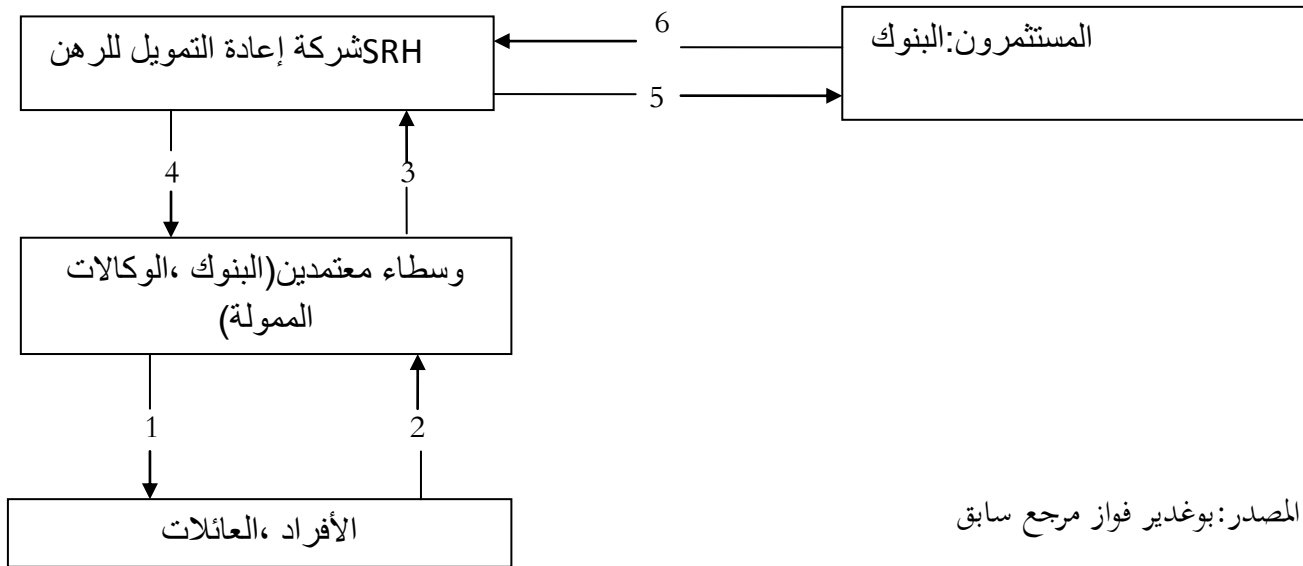 المستثمرون:البنوك
6
SRHشركة إعادة التمويل للرهن
5
4
3
وسطاء معتمدين(البنوك ،الوكالات
الممولة)
1
2
الأفراد ،العائلات
المصدر:بوغدير فواز مرجع سابق